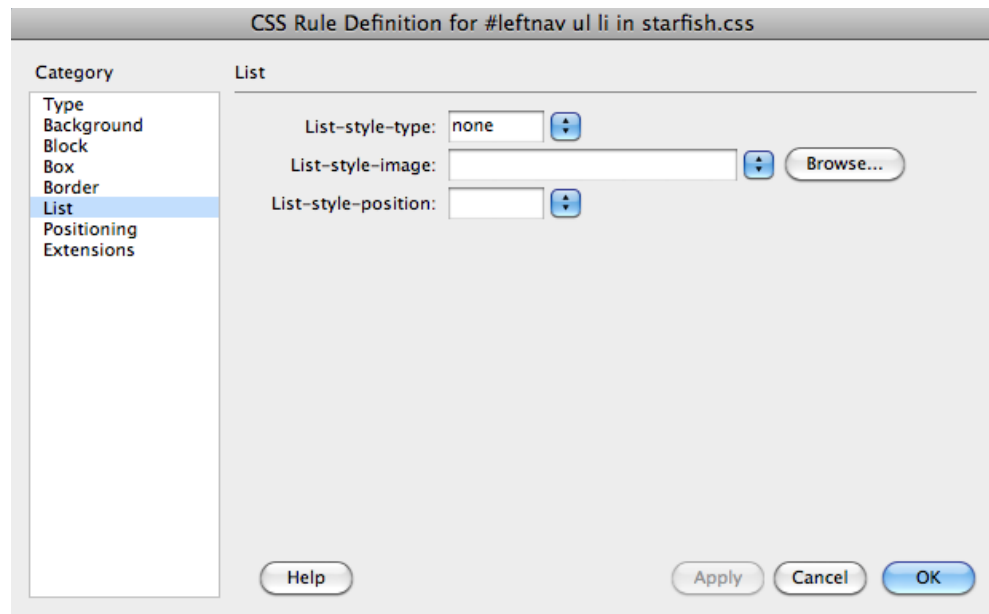 CSS Rule Definition for #leftnav ul li in starfish.css
Category
List
Type
Background
Block
Box
Border
List
Positioning
Extensions
List-style-type: none
List-style-image: Browse...
List-style-position:
Help Apply Cancel OK